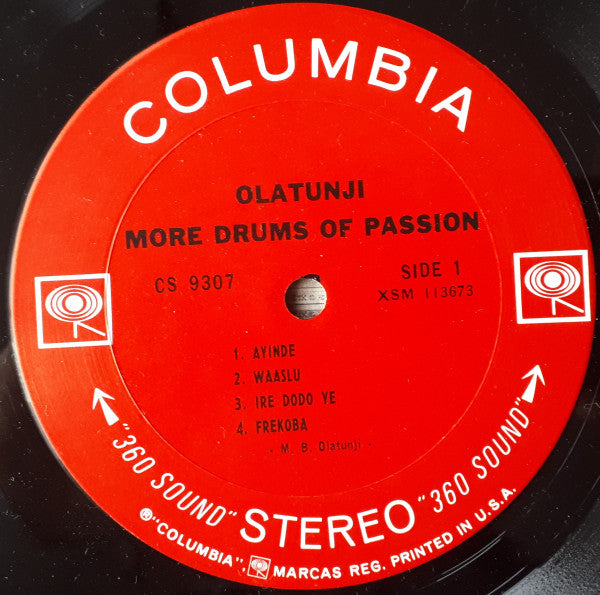 COLUMBIA
OLATUNJI
MORE DRUMS OF PASSION
CS 9307
SIDE 1
XSM 113673
1. AYINDE
2. WAASLU
3. IRE DODO YE
4. FREKOBA
- M. B. Olatunji -
"360 SOUND" STEREO "360 SOUND"
® "COLUMBIA", MARCAS REG. PRINTED IN U.S.A.